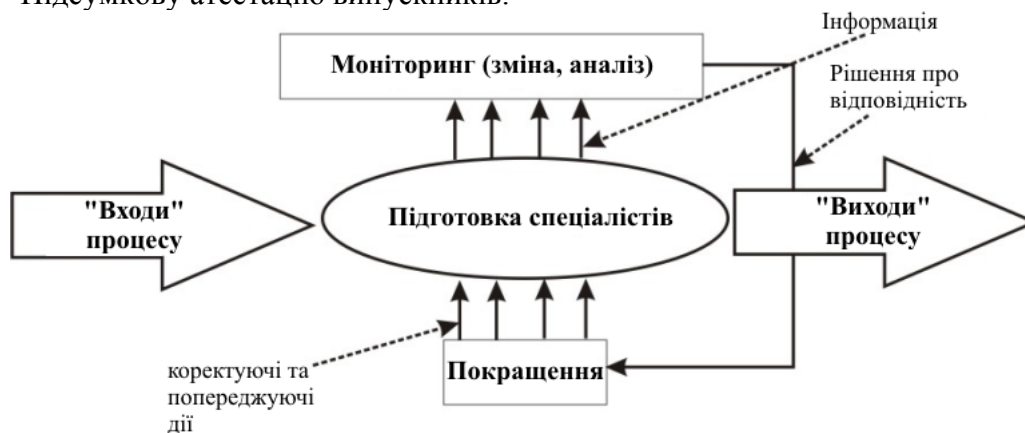 Підсумкову атестацію випускників.
Інформація
Моніторинг (зміна, аналіз)
Рішення про
відповідність
"Входи"
процесу
Підготовка спеціалістів
"Виходи"
процесу
Покращення
коректуючі та
попереджуючі
дії